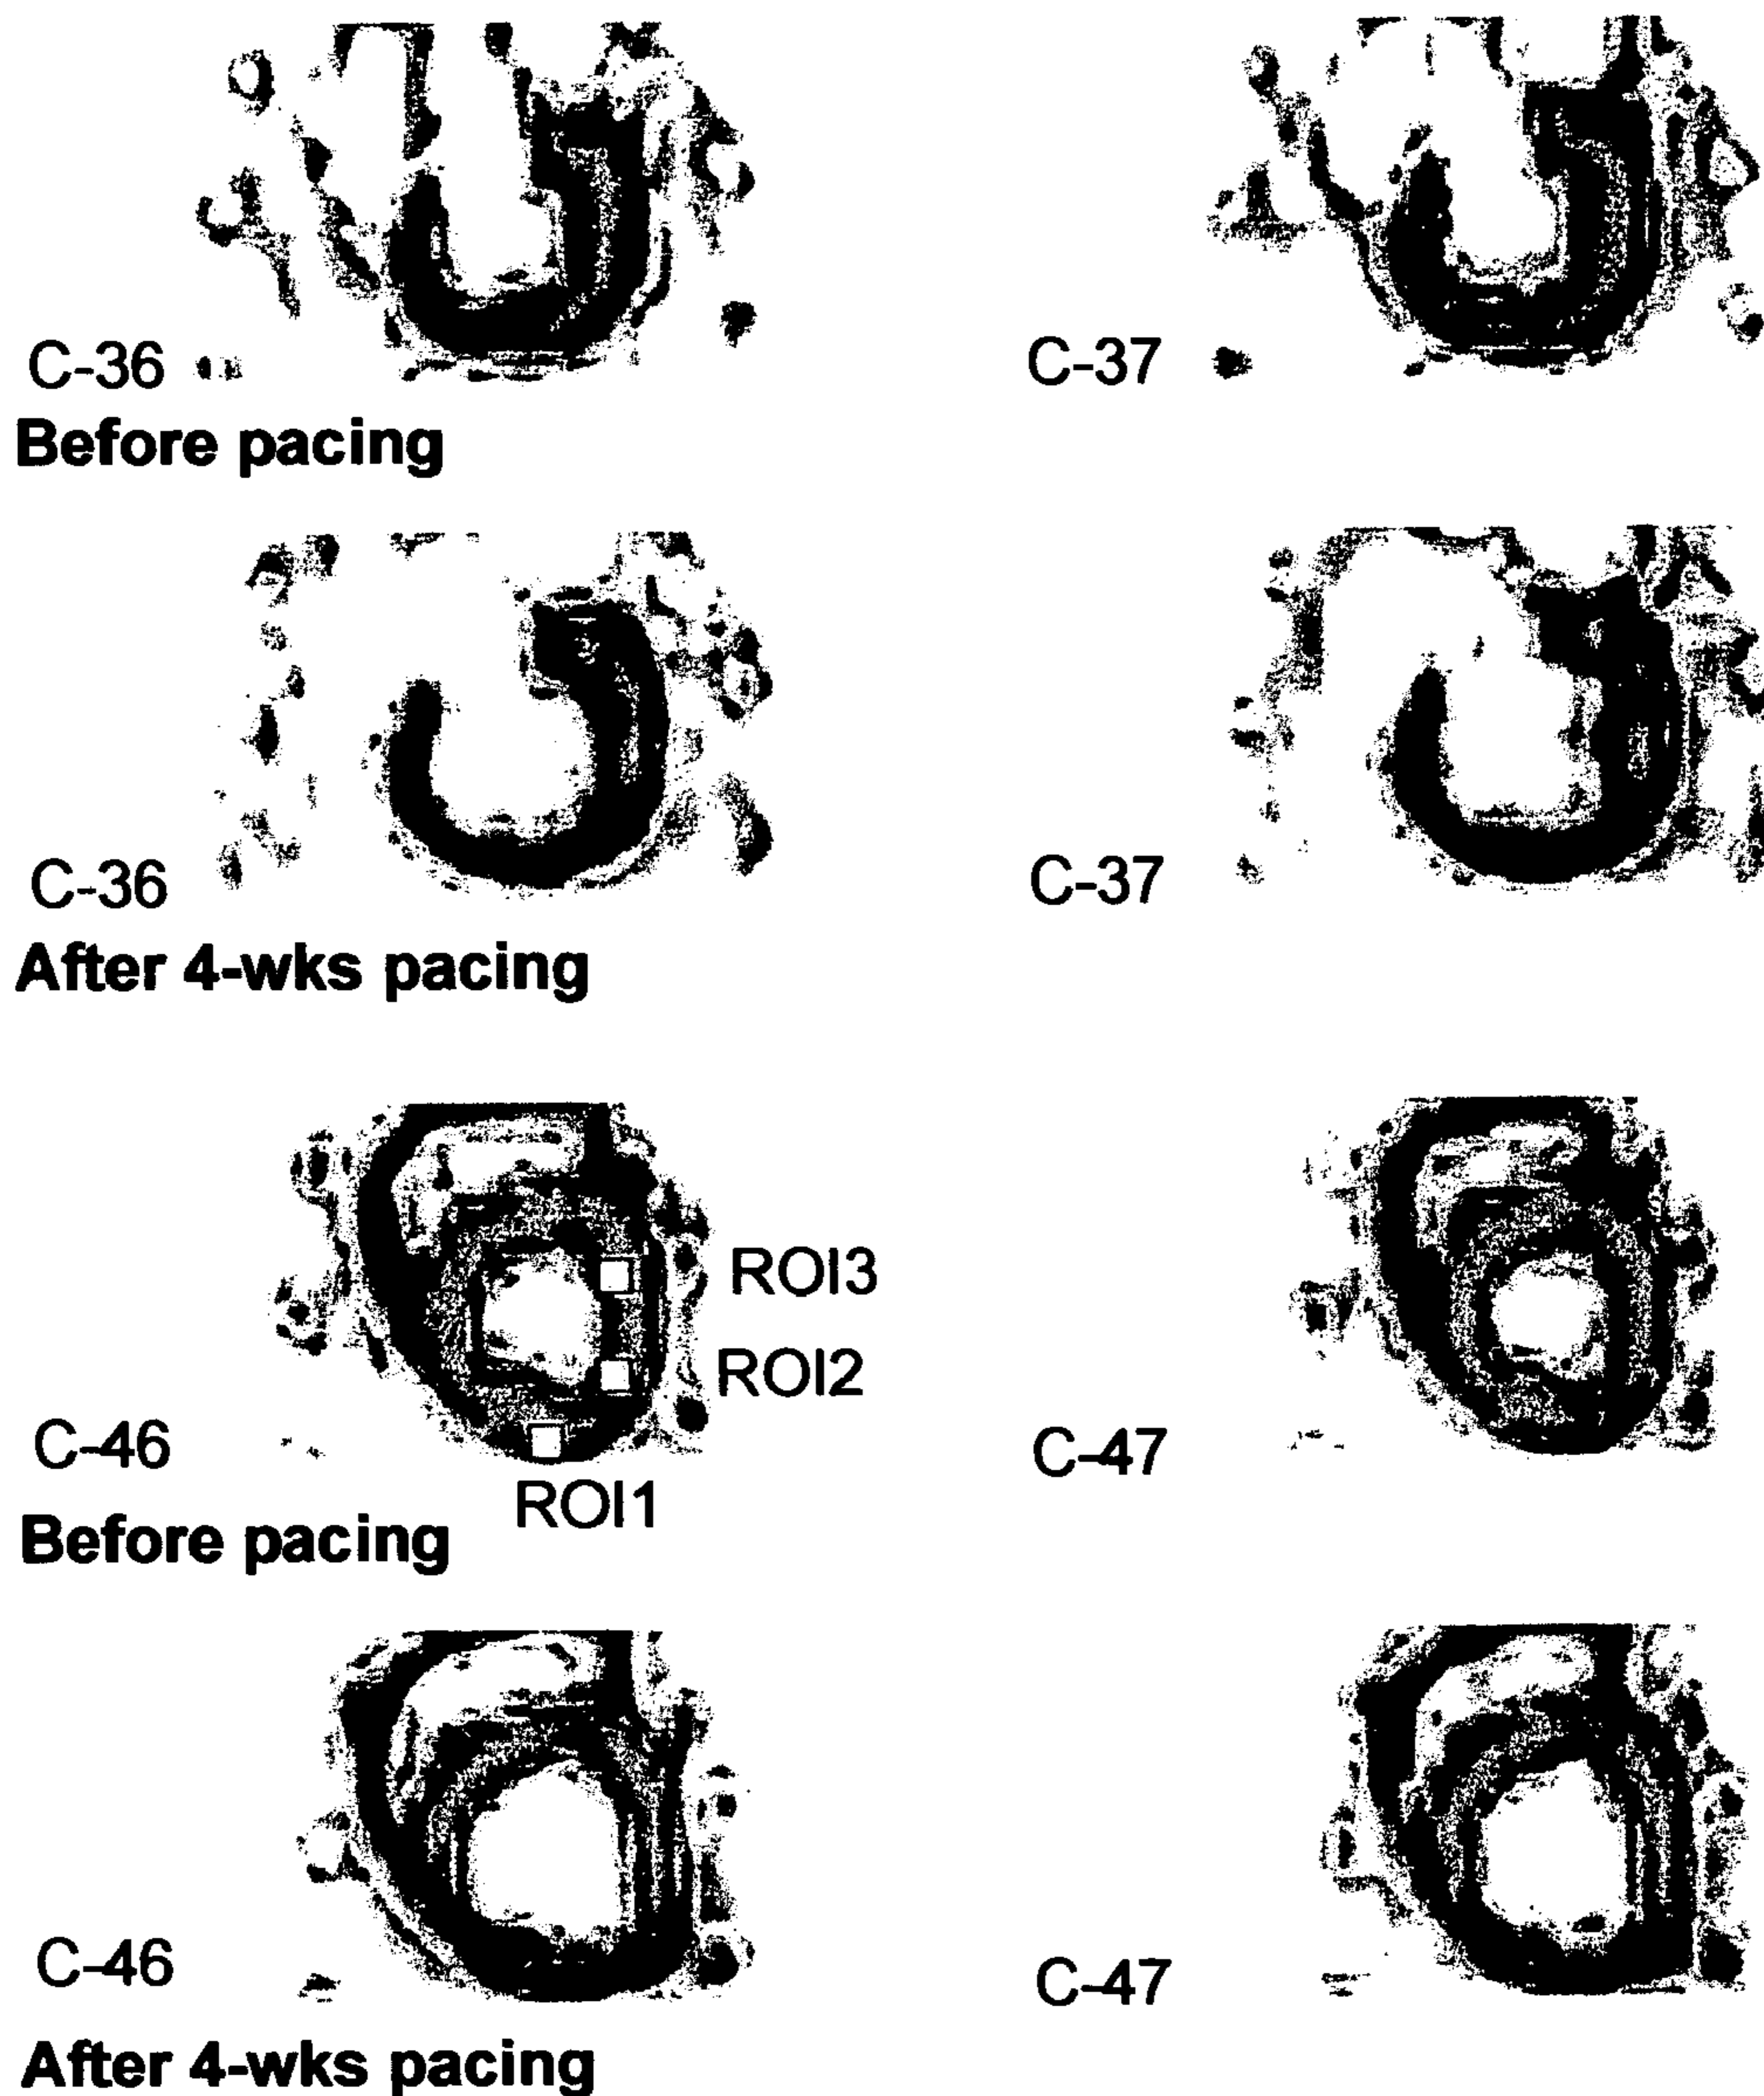 C-36
C-37
Before pacing
C-36
C-37
After 4-wks pacing
ROI3
ROI2
C-46
C-47
ROI1
Before pacing
C-46
C-47
After 4-wks pacing